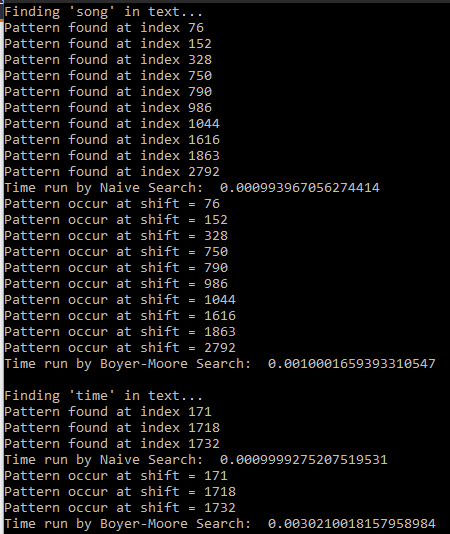 Finding 'song' in text...
Pattern found at index 76
Pattern found at index 152
Pattern found at index 328
Pattern found at index 750
Pattern found at index 790
Pattern found at index 986
Pattern found at index 1044
Pattern found at index 1616
Pattern found at index 1863
Pattern found at index 2792
Time run by Naive Search:  0.000993967056274414
Pattern occur at shift = 76
Pattern occur at shift = 152
Pattern occur at shift = 328
Pattern occur at shift = 750
Pattern occur at shift = 790
Pattern occur at shift = 986
Pattern occur at shift = 1044
Pattern occur at shift = 1616
Pattern occur at shift = 1863
Pattern occur at shift = 2792
Time run by Boyer-Moore Search:  0.0010001659393310547

Finding 'time' in text...
Pattern found at index 171
Pattern found at index 1718
Pattern found at index 1732
Time run by Naive Search:  0.0009999275207519531
Pattern occur at shift = 171
Pattern occur at shift = 1718
Pattern occur at shift = 1732
Time run by Boyer-Moore Search:  0.0030210018157958984